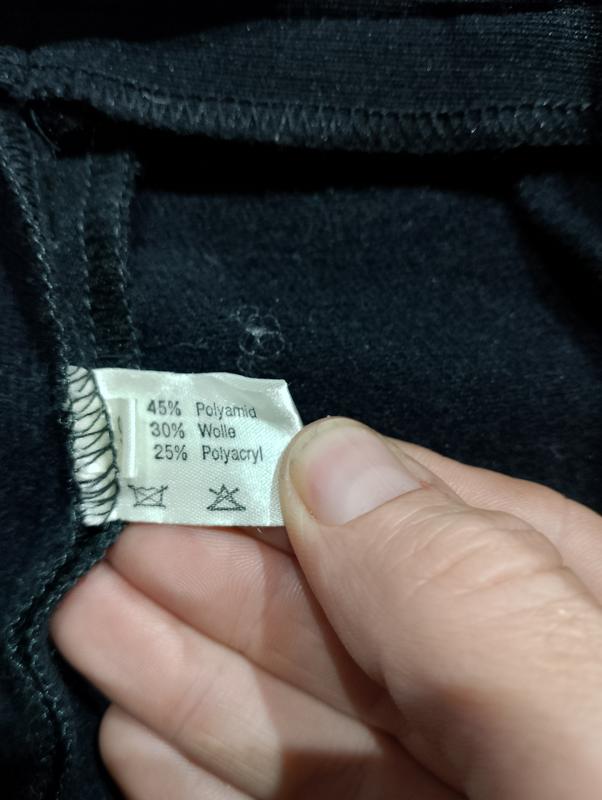 45% Polyamid
30% Wolle
25% Polyacryl